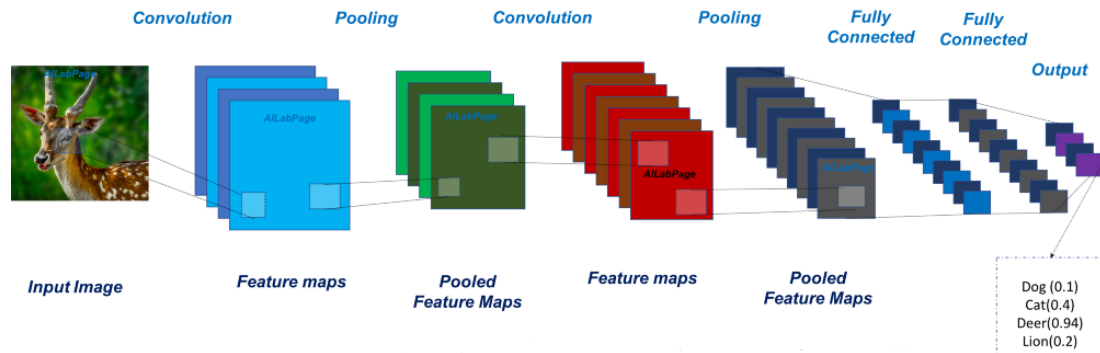 Convolution
Pooling
Convolution
Pooling
Fully
Connected
Fully
Connected
Output
AILabPage
AILabPage
AILabPage
AILabPage
AILabPage
Input Image
Feature maps
Pooled
Feature Maps
Feature maps
Pooled
Feature Maps
Dog (0.1)
Cat(0.4)
Deer(0.94)
Lion(0.2)